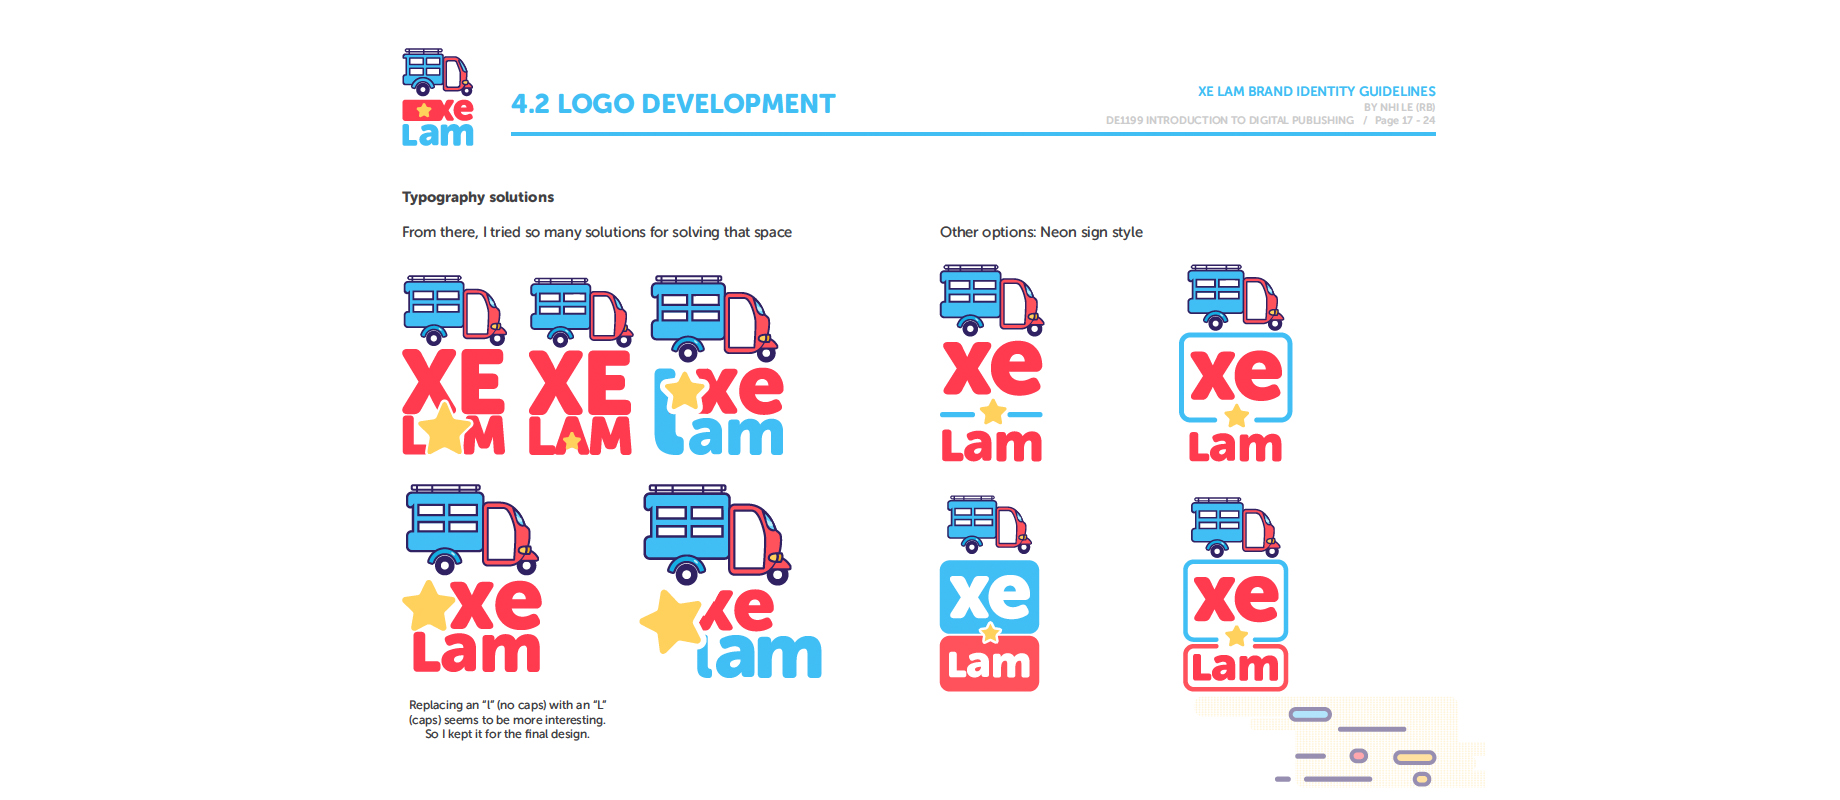 xe
Lam
4.2 LOGO DEVELOPMENT
XE LAM BRAND IDENTITY GUIDELINES
BY NHI LE (RB)
DE1199 INTRODUCTION TO DIGITAL PUBLISHING / Page 17 - 24
Typography solutions
From there, I tried so many solutions for solving that space
Other options: Neon sign style
XE
LAM
XE
LAM
xe
lam
xe
Lam
xe
Lam
xe
Lam
xe
lam
xe
Lam
xe
Lam
Replacing an “l” (no caps) with an “L”
(caps) seems to be more interesting.
So I kept it for the final design.